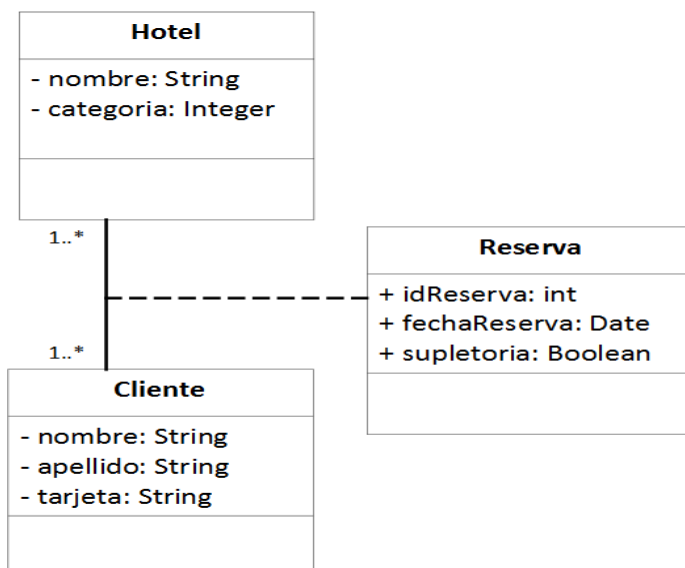 Hotel
- nombre: String
- categoria: Integer
1..*
Reserva
+ idReserva: int
+ fechaReserva: Date
+ supletoria: Boolean
1..*
Cliente
- nombre: String
- apellido: String
- tarjeta: String